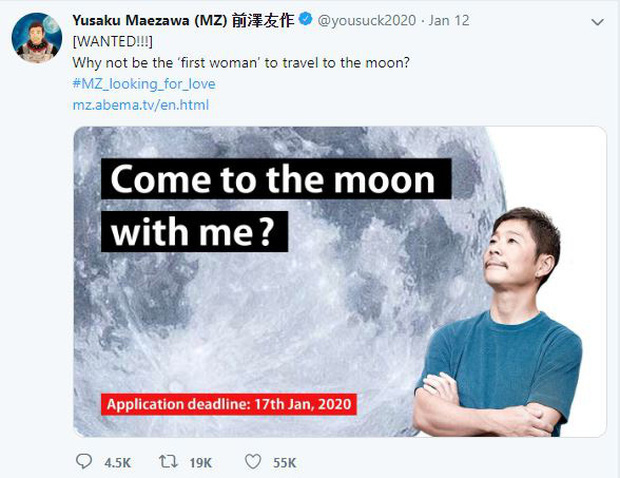 Yusaku Maezawa (MZ) 前澤友作 @yousuck2020 · Jan 12
[WANTED!!!]
Why not be the ‘first woman’ to travel to the moon?
#MZ_looking_for_love
mz.abema.tv/en.html
Come to the moon
with me?
Application deadline: 17th Jan, 2020
4.5K 19K 55K